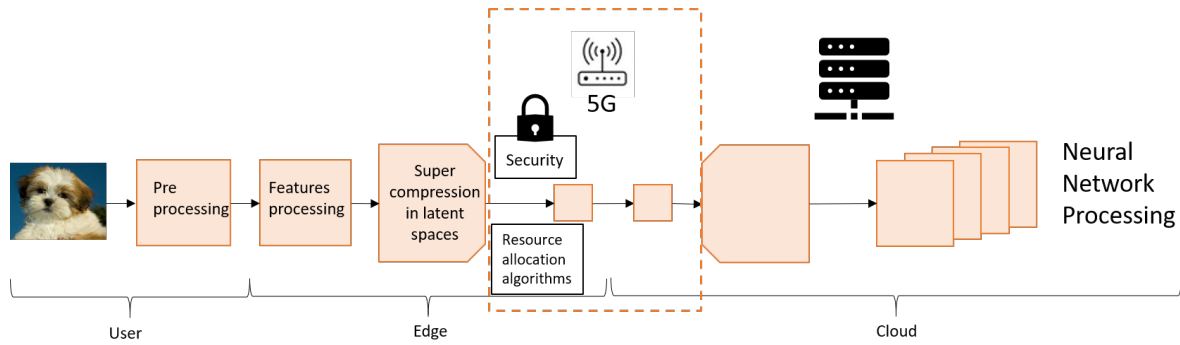 5G
Security
Pre
processing
Features
processing
Super
compression
in latent
spaces
Resource
allocation
algorithms
Neural
Network
Processing
User
Edge
Cloud